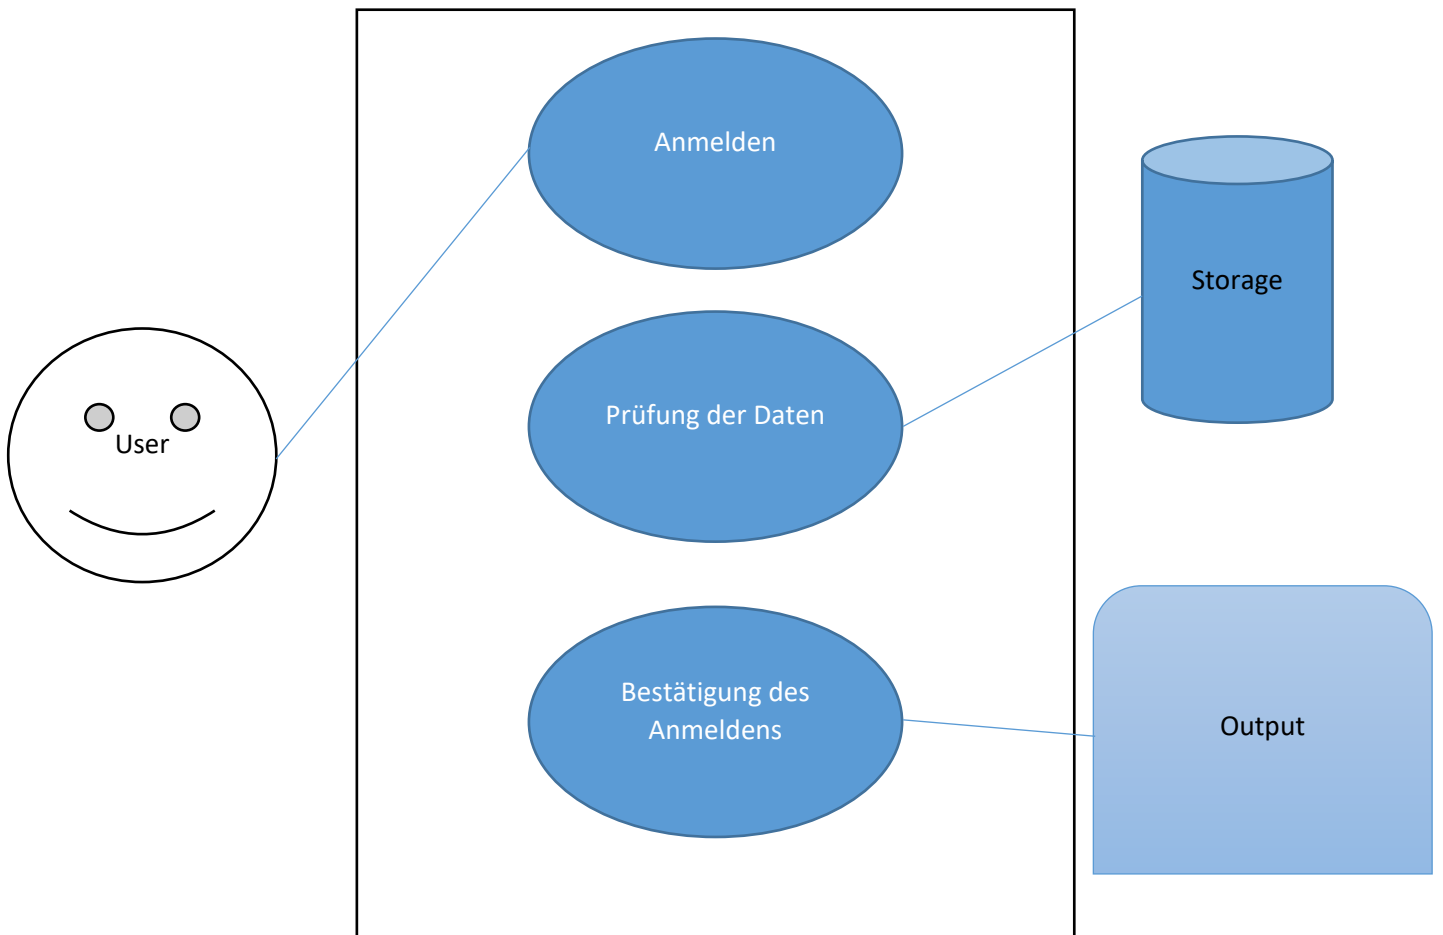 Anmelden
Storage
Prüfung der Daten
User
Bestätigung des
Anmeldens
Output